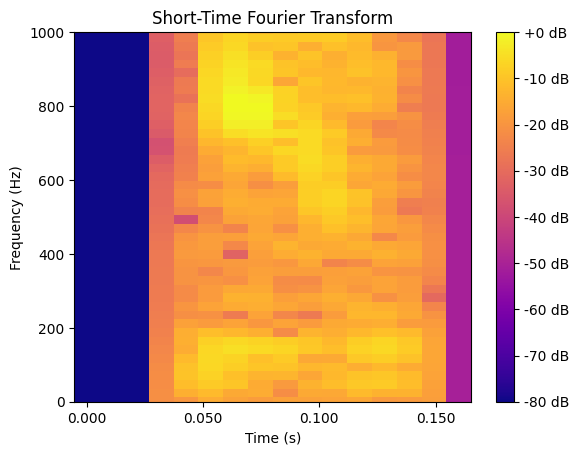 Short-Time Fourier Transform
1000
800
600
400
200
0
Frequency (Hz)
0.000
0.050
0.100
0.150
Time (s)
+0 dB
-10 dB
-20 dB
-30 dB
-40 dB
-50 dB
-60 dB
-70 dB
-80 dB